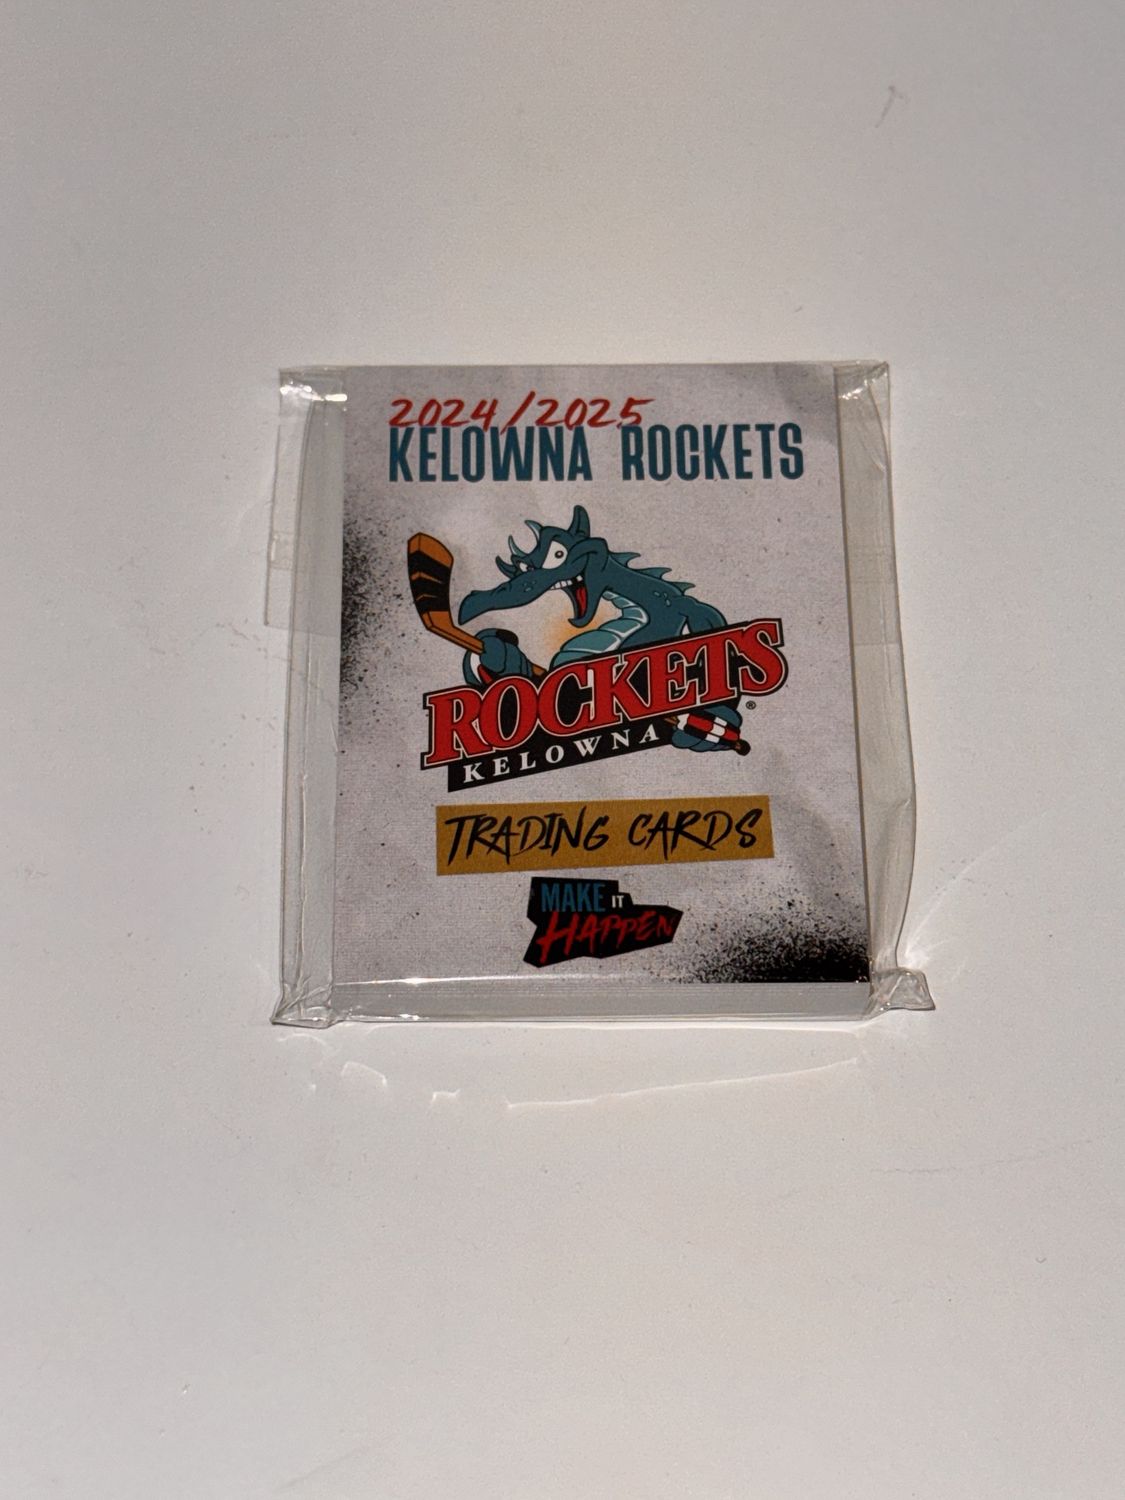 2024/2025
KELOWNA ROCKETS
ROCKETS
®
KELOWNA
TRADING CARDS
MAKE IT
HAPPEN